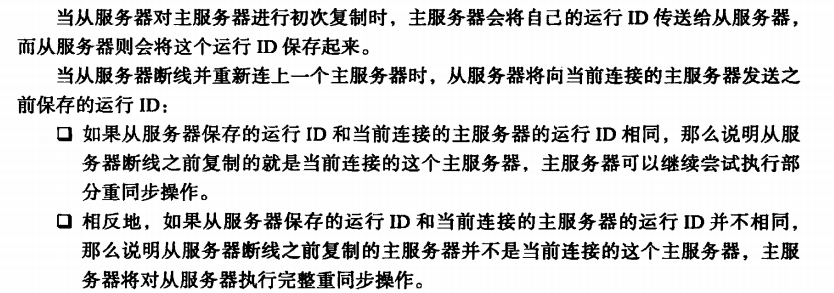 当从服务器对主服务器进行初次复制时，主服务器会将自己的运行 ID 传送给从服务器，
而从服务器则会将这个运行 ID 保存起来。
当从服务器断线并重新连上一个主服务器时，从服务器将向当前连接的主服务器发送之
前保存的运行 ID：
❑ 如果从服务器保存的运行 ID 和当前连接的主服务器的运行 ID 相同，那么说明从服
务器断线之前复制的就是当前连接的这个主服务器，主服务器可以继续尝试执行部
分重同步操作。
❑ 相反地，如果从服务器保存的运行 ID 和当前连接的主服务器的运行 ID 并不相同，
那么说明从服务器断线之前复制的主服务器并不是当前连接的这个主服务器，主服
务器将对从服务器执行完整重同步操作。